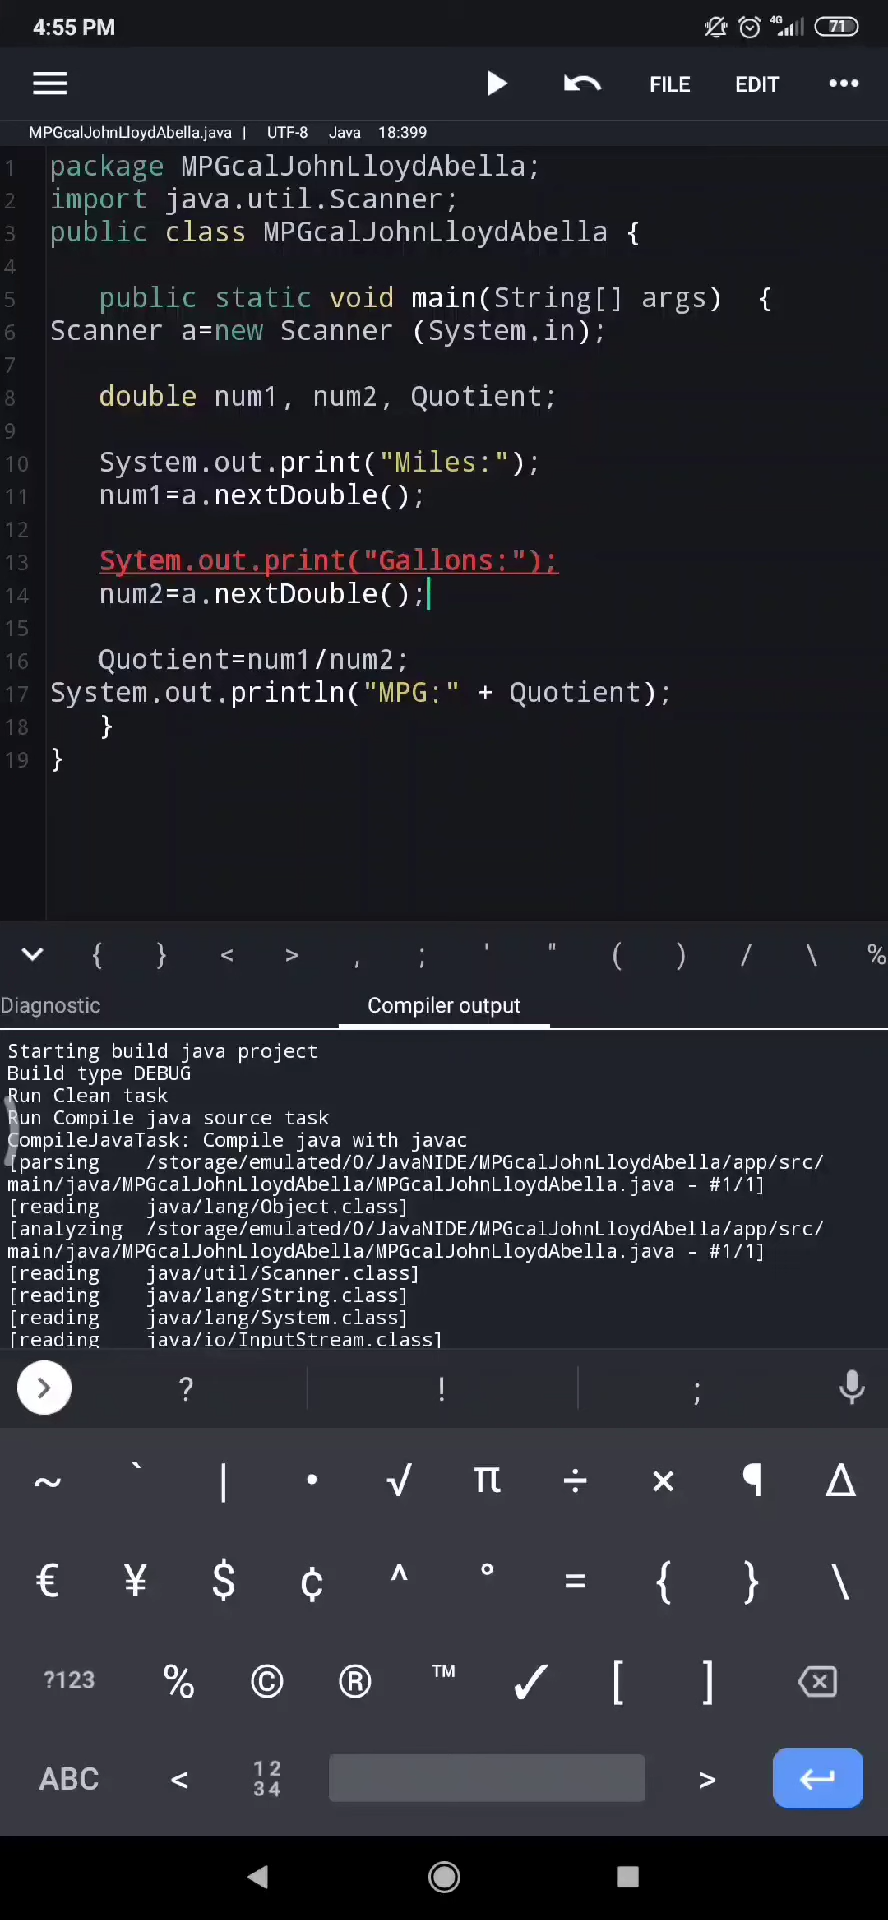 4:55 PM
4G
71
FILE EDIT •••
MPGcalJohnLloydAbella.java | UTF-8 Java 18:399
1 package MPGcalJohnLloydAbella;
2 import java.util.Scanner;
3 public class MPGcalJohnLloydAbella {
4
5 public static void main(String[] args) {
6 Scanner a=new Scanner (System.in);
7
8 double num1, num2, Quotient;
9
10 System.out.print("Miles:");
11 num1=a.nextDouble();
12
13 Sytem.out.print("Gallons:");
14 num2=a.nextDouble();
15
16 Quotient=num1/num2;
17 System.out.println("MPG:" + Quotient);
18 }
19 }
{ } < > , ; ' " ( ) / \ %
Diagnostic Compiler output
Starting build java project
Build type DEBUG
Run Clean task
Run Compile java source task
CompileJavaTask: Compile java with javac
[parsing /storage/emulated/0/JavaNIDE/MPGcalJohnLloydAbella/app/src/
main/java/MPGcalJohnLloydAbella/MPGcalJohnLloydAbella.java - #1/1]
[reading java/lang/Object.class]
[analyzing /storage/emulated/0/JavaNIDE/MPGcalJohnLloydAbella/app/src/
main/java/MPGcalJohnLloydAbella/MPGcalJohnLloydAbella.java - #1/1]
[reading java/util/Scanner.class]
[reading java/lang/String.class]
[reading java/lang/System.class]
[reading java/io/InputStream.class]
? ! ;
~ ` | • √ π ÷ × ¶ Δ
€ ¥ $ ¢ ^ ° = { } \
?123 % © ® ™ ✓ [ ]
ABC < 12 >
34